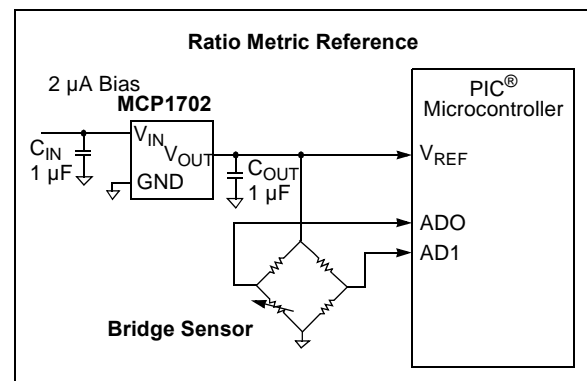 Ratio Metric Reference
2 µA Bias
MCP1702
PIC®
Microcontroller
VIN
VOUT
GND
CIN
1 µF
COUT
1 µF
VREF
ADO
AD1
Bridge Sensor